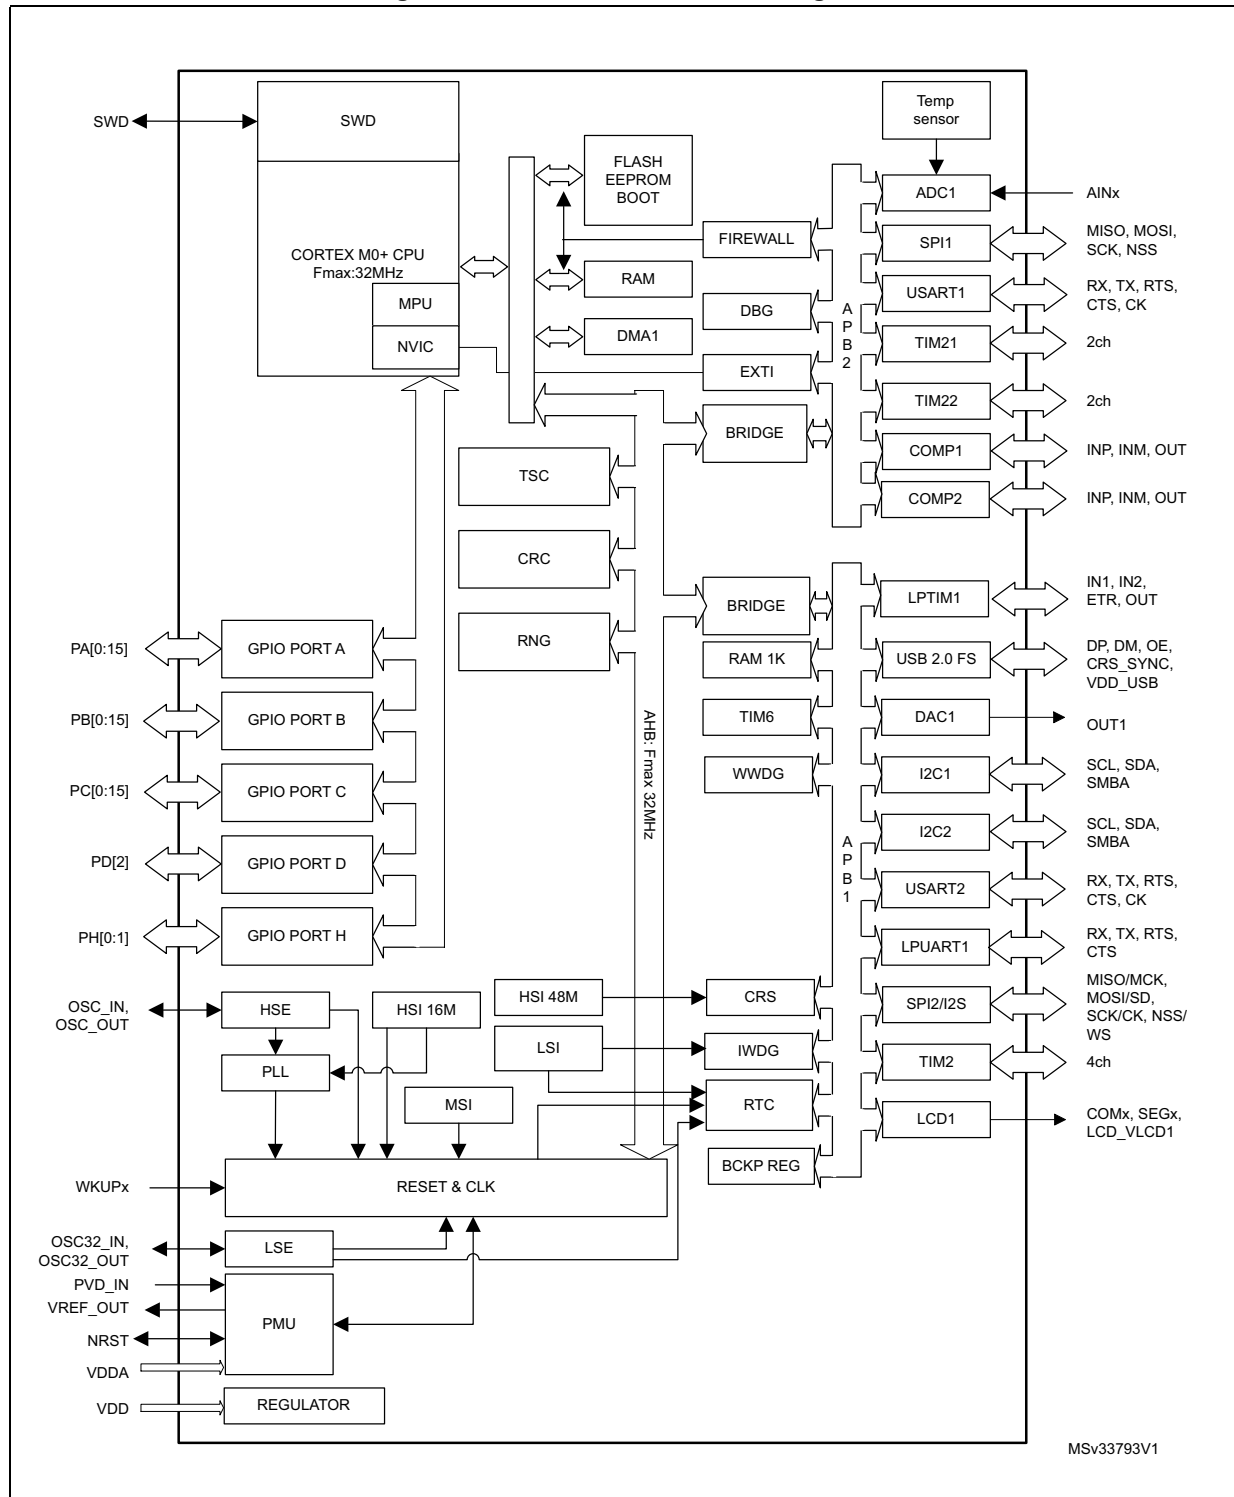 SWD
SWD
CORTEX M0+ CPU
Fmax:32MHz
MPU
NVIC
FLASH
EEPROM
BOOT
RAM
DMA1
FIREWALL
DBG
EXTI
BRIDGE
A
P
B
2
Temp
sensor
ADC1
AINx
SPI1
MISO, MOSI,
SCK, NSS
USART1
RX, TX, RTS,
CTS, CK
TIM21
2ch
TIM22
2ch
COMP1
INP, INM, OUT
COMP2
INP, INM, OUT
TSC
CRC
RNG
AHB: Fmax 32MHz
BRIDGE
RAM 1K
TIM6
WWDG
A
P
B
1
LPTIM1
IN1, IN2,
ETR, OUT
USB 2.0 FS
DP, DM, OE,
CRS_SYNC,
VDD_USB
DAC1
OUT1
I2C1
SCL, SDA,
SMBA
I2C2
SCL, SDA,
SMBA
USART2
RX, TX, RTS,
CTS, CK
LPUART1
RX, TX, RTS,
CTS
SPI2/I2S
MISO/MCK,
MOSI/SD,
SCK/CK, NSS/
WS
TIM2
4ch
LCD1
COMx, SEGx,
LCD_VLCD1
PA[0:15]
GPIO PORT A
PB[0:15]
GPIO PORT B
PC[0:15]
GPIO PORT C
PD[2]
GPIO PORT D
PH[0:1]
GPIO PORT H
OSC_IN,
OSC_OUT
HSE
HSI 16M
HSI 48M
CRS
PLL
LSI
IWDG
MSI
RTC
BCKP REG
WKUPx
RESET & CLK
OSC32_IN,
OSC32_OUT
LSE
PVD_IN
VREF_OUT
NRST
VDDA
PMU
VDD
REGULATOR
MSv33793V1